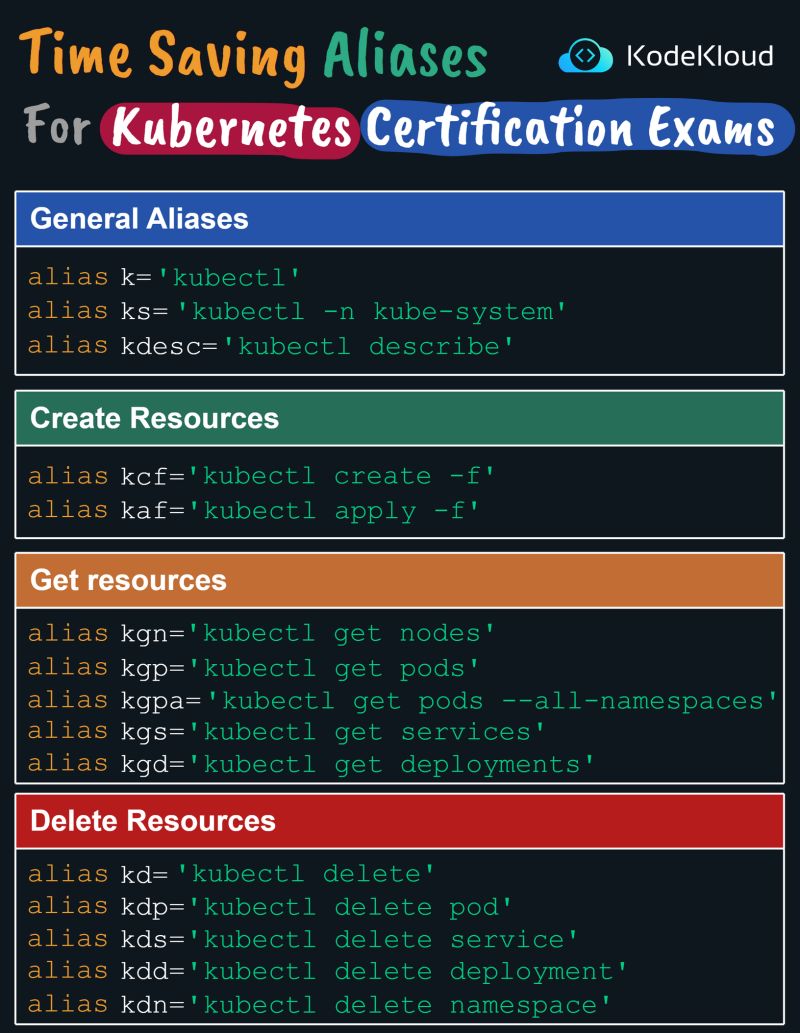 Time Saving Aliases
KodeKloud
For Kubernetes Certification Exams
General Aliases
alias k='kubectl'
alias ks='kubectl -n kube-system'
alias kdesc='kubectl describe'
Create Resources
alias kcf='kubectl create -f'
alias kaf='kubectl apply -f'
Get resources
alias kgn='kubectl get nodes'
alias kgp='kubectl get pods'
alias kgpa='kubectl get pods --all-namespaces'
alias kgs='kubectl get services'
alias kgd='kubectl get deployments'
Delete Resources
alias kd='kubectl delete'
alias kdp='kubectl delete pod'
alias kds='kubectl delete service'
alias kdd='kubectl delete deployment'
alias kdn='kubectl delete namespace'